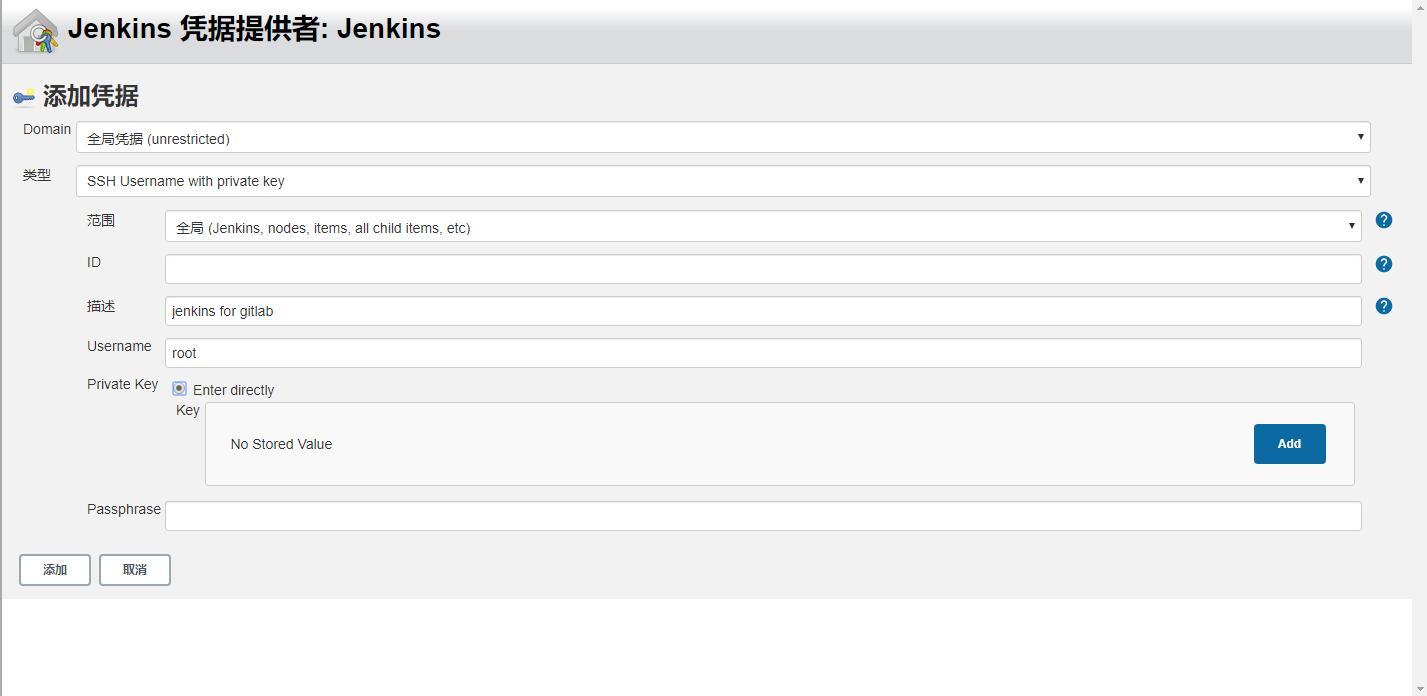 Jenkins 凭据提供者: Jenkins
添加凭据
Domain 全局凭据 (unrestricted)
类型 SSH Username with private key
范围 全局 (Jenkins, nodes, items, all child items, etc)
ID
描述 jenkins for gitlab
Username root
Private Key Enter directly
Key
No Stored Value Add
Passphrase
添加 取消